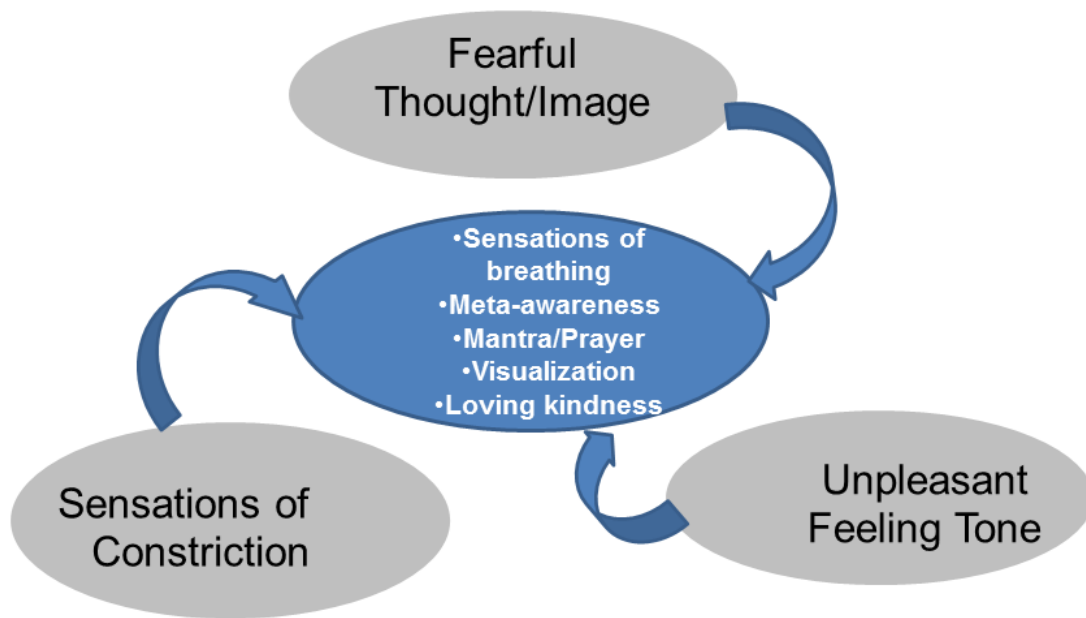 Fearful
Thought/Image
•Sensations of
breathing
•Meta-awareness
•Mantra/Prayer
•Visualization
•Loving kindness
Sensations of
Constriction
Unpleasant
Feeling Tone